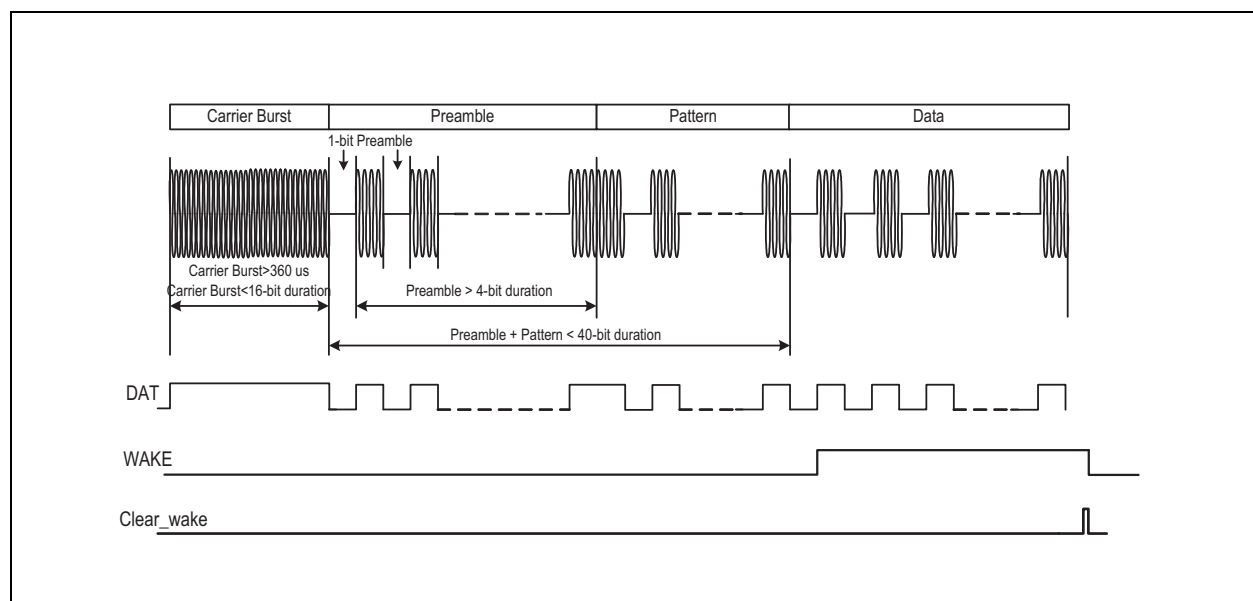 Carrier Burst Preamble Pattern Data
1-bit Preamble
Carrier Burst>360 us
Carrier Burst<16-bit duration
Preamble > 4-bit duration
Preamble + Pattern < 40-bit duration
DAT
WAKE
Clear_wake